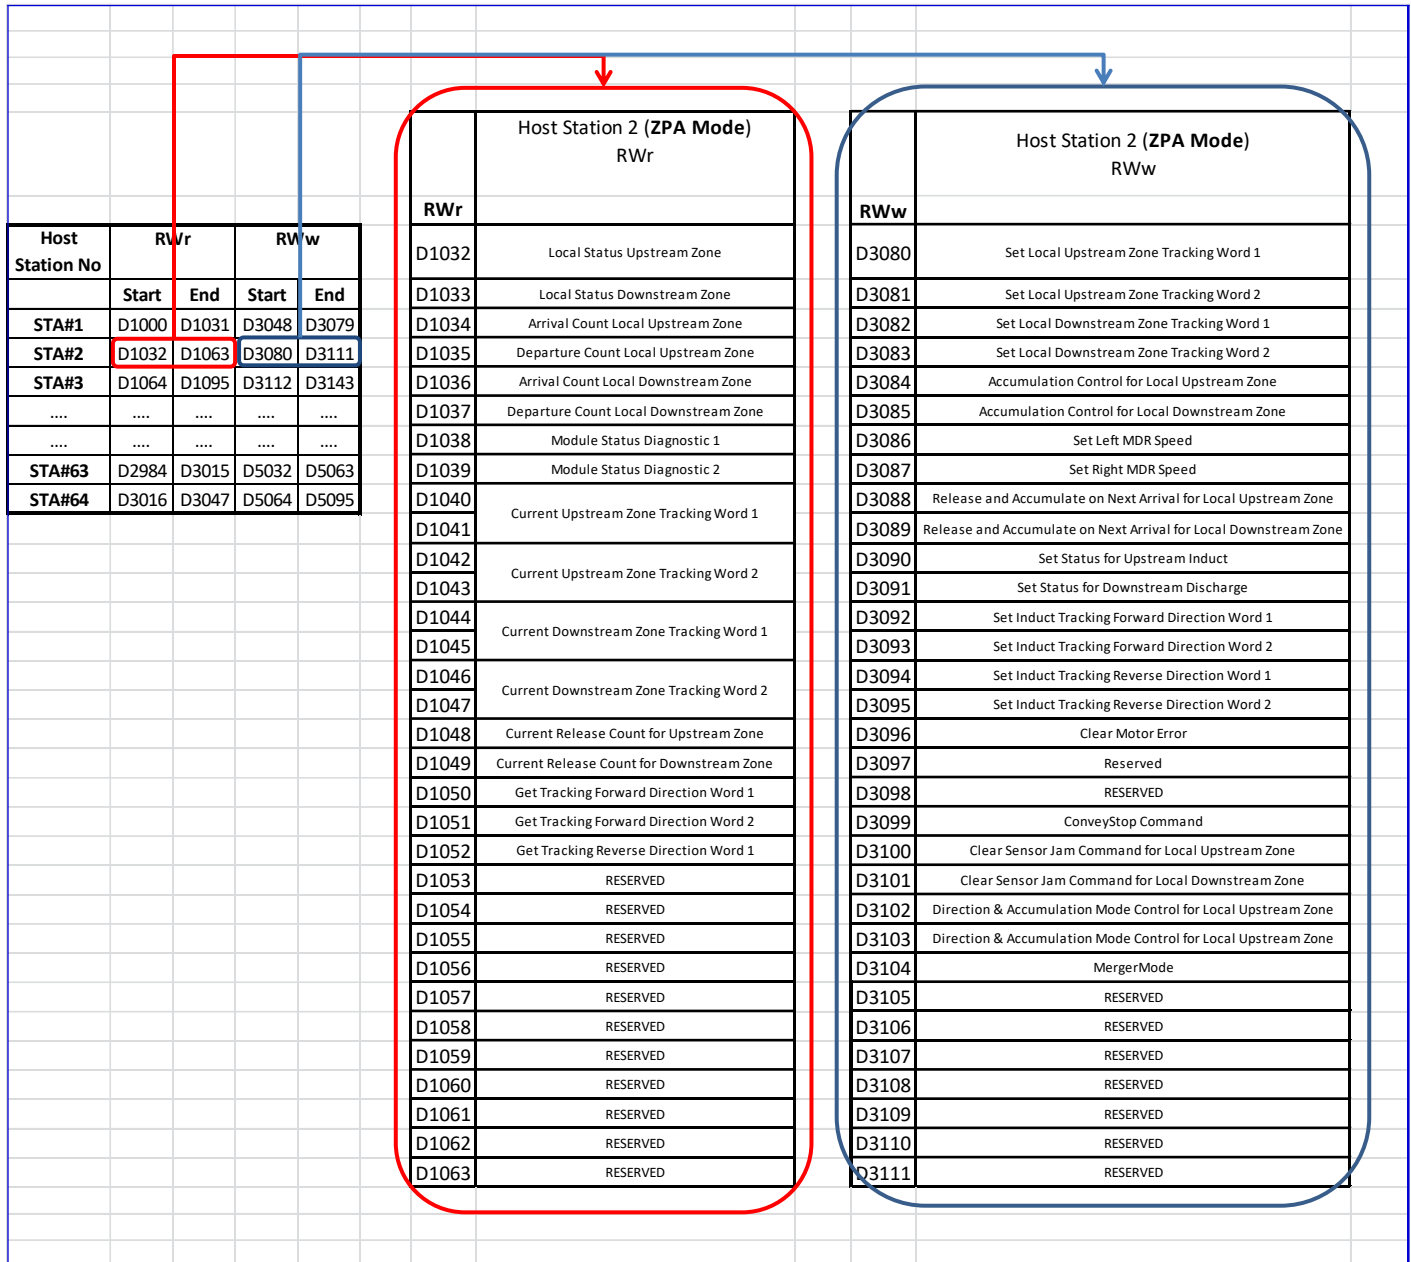 Host Station No RWr RWw
Start End Start End
STA#1 D1000 D1031 D3048 D3079
STA#2 D1032 D1063 D3080 D3111
STA#3 D1064 D1095 D3112 D3143
.... .... .... .... ....
.... .... .... .... ....
STA#63 D2984 D3015 D5032 D5063
STA#64 D3016 D3047 D5064 D5095
Host Station 2 (ZPA Mode)
RWr
RWr
D1032 Local Status Upstream Zone
D1033 Local Status Downstream Zone
D1034 Arrival Count Local Upstream Zone
D1035 Departure Count Local Upstream Zone
D1036 Arrival Count Local Downstream Zone
D1037 Departure Count Local Downstream Zone
D1038 Module Status Diagnostic 1
D1039 Module Status Diagnostic 2
D1040 Current Upstream Zone Tracking Word 1
D1041
D1042 Current Upstream Zone Tracking Word 2
D1043
D1044 Current Downstream Zone Tracking Word 1
D1045
D1046 Current Downstream Zone Tracking Word 2
D1047
D1048 Current Release Count for Upstream Zone
D1049 Current Release Count for Downstream Zone
D1050 Get Tracking Forward Direction Word 1
D1051 Get Tracking Forward Direction Word 2
D1052 Get Tracking Reverse Direction Word 1
D1053 RESERVED
D1054 RESERVED
D1055 RESERVED
D1056 RESERVED
D1057 RESERVED
D1058 RESERVED
D1059 RESERVED
D1060 RESERVED
D1061 RESERVED
D1062 RESERVED
D1063 RESERVED
Host Station 2 (ZPA Mode)
RWw
RWw
D3080 Set Local Upstream Zone Tracking Word 1
D3081 Set Local Upstream Zone Tracking Word 2
D3082 Set Local Downstream Zone Tracking Word 1
D3083 Set Local Downstream Zone Tracking Word 2
D3084 Accumulation Control for Local Upstream Zone
D3085 Accumulation Control for Local Downstream Zone
D3086 Set Left MDR Speed
D3087 Set Right MDR Speed
D3088 Release and Accumulate on Next Arrival for Local Upstream Zone
D3089 Release and Accumulate on Next Arrival for Local Downstream Zone
D3090 Set Status for Upstream Induct
D3091 Set Status for Downstream Discharge
D3092 Set Induct Tracking Forward Direction Word 1
D3093 Set Induct Tracking Forward Direction Word 2
D3094 Set Induct Tracking Reverse Direction Word 1
D3095 Set Induct Tracking Reverse Direction Word 2
D3096 Clear Motor Error
D3097 Reserved
D3098 RESERVED
D3099 ConveyStop Command
D3100 Clear Sensor Jam Command for Local Upstream Zone
D3101 Clear Sensor Jam Command for Local Downstream Zone
D3102 Direction & Accumulation Mode Control for Local Upstream Zone
D3103 Direction & Accumulation Mode Control for Local Upstream Zone
D3104 MergerMode
D3105 RESERVED
D3106 RESERVED
D3107 RESERVED
D3108 RESERVED
D3109 RESERVED
D3110 RESERVED
D3111 RESERVED